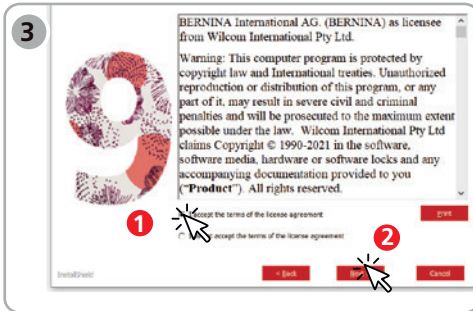 3
9
BERNINA International AG. (BERNINA) as licensee
from Wilcom International Pty Ltd.
Warning: This computer program is protected by
copyright law and International treaties. Unauthorized
reproduction or distribution of this program, or any
part of it, may result in severe civil and criminal
penalties and will be prosecuted to the maximum extent
possible under the law. Wilcom International Pty Ltd
claims Copyright © 1990-2021 in the software,
software media, hardware or software locks and any
accompanying documentation provided to you
("Product"). All rights reserved.
1
I accept the terms of the license agreement
Print
accept the terms of the license agreement
2
InstallShield
< Back
Cancel